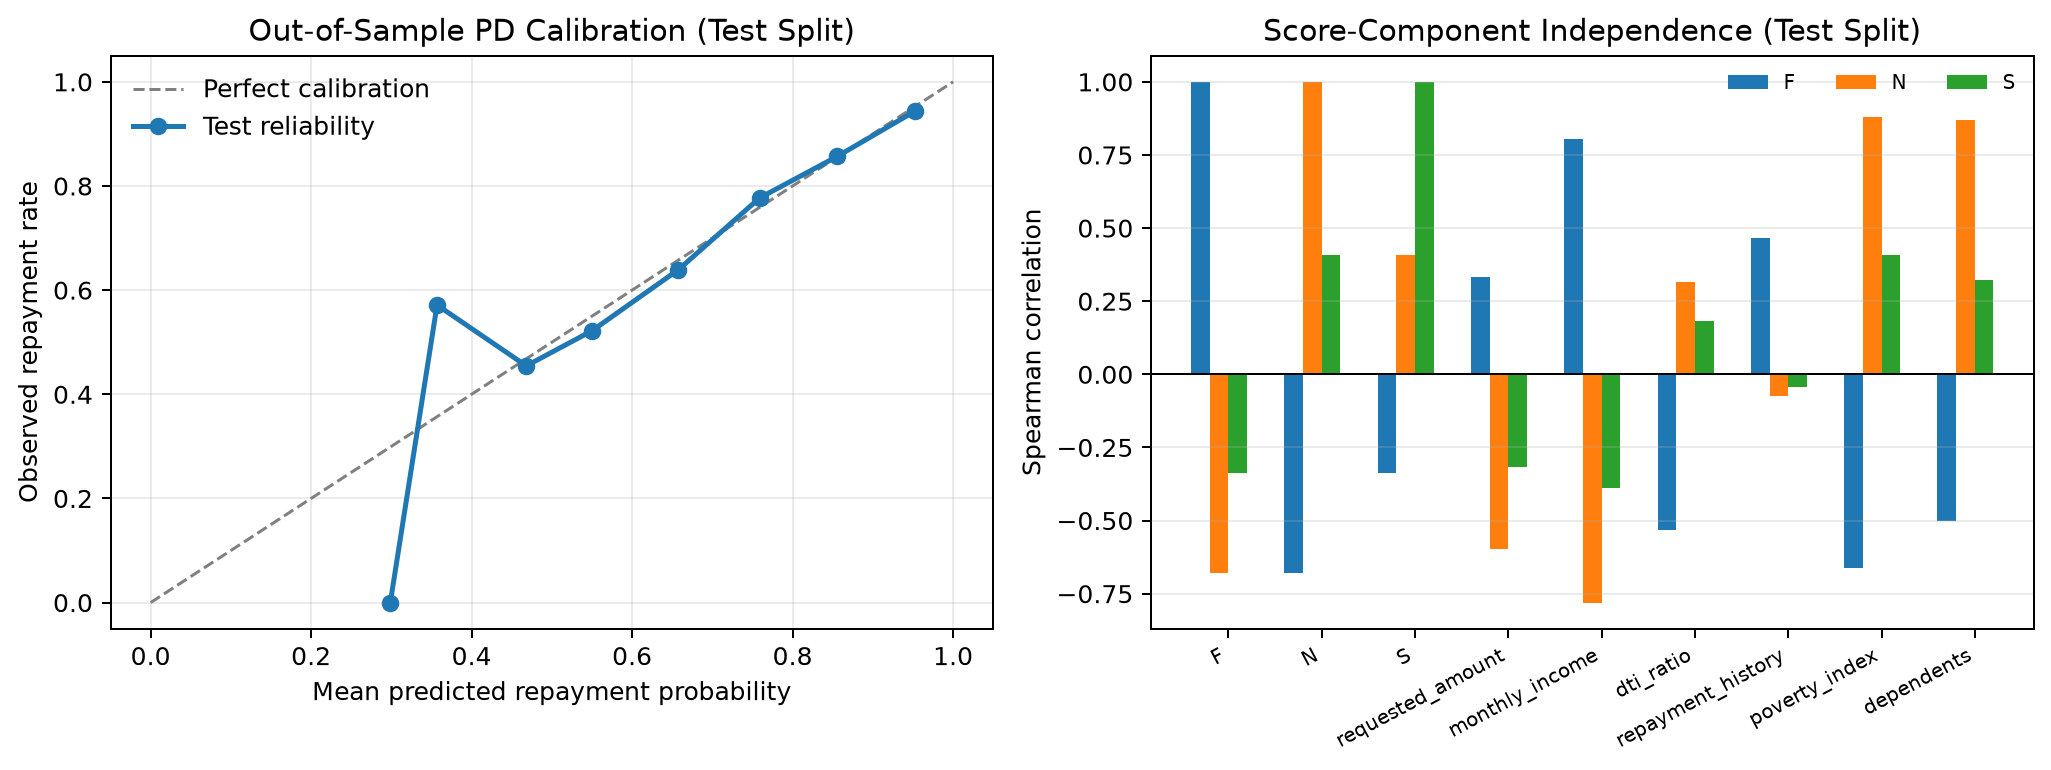 Out-of-Sample PD Calibration (Test Split)
Perfect calibration
Test reliability
1.0
0.8
0.6
0.4
0.2
0.0
Observed repayment rate
0.0 0.2 0.4 0.6 0.8 1.0
Mean predicted repayment probability
Score-Component Independence (Test Split)
F N S
1.00
0.75
0.50
0.25
0.00
−0.25
−0.50
−0.75
Spearman correlation
F
N
S
requested_amount
monthly_income
dti_ratio
repayment_history
poverty_index
dependents